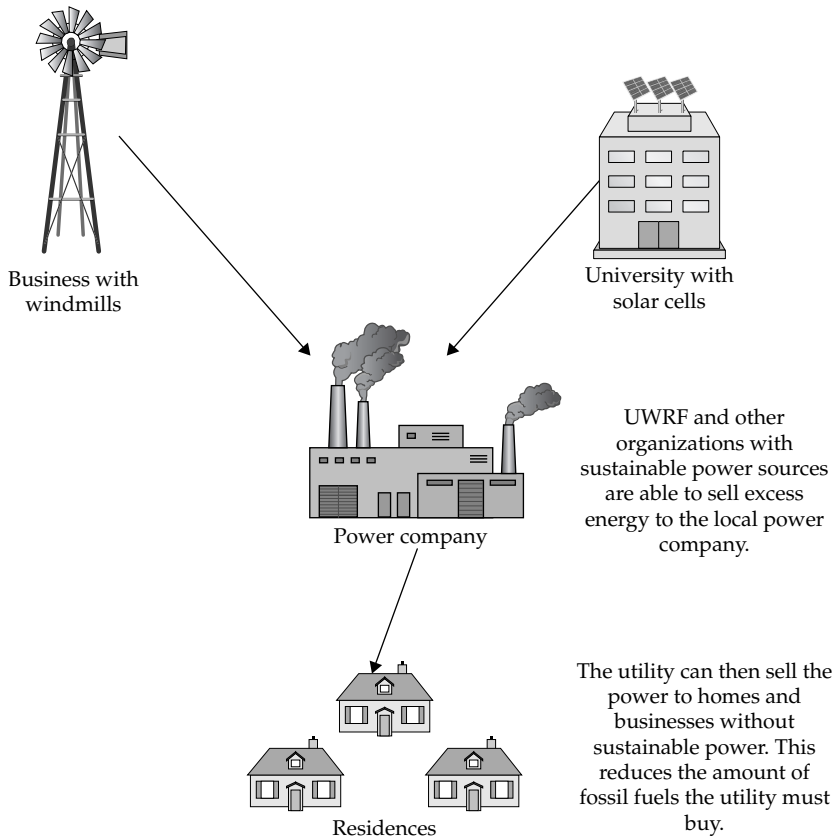 Business with
windmills
University with
solar cells
UWRF and other
organizations with
sustainable power sources
are able to sell excess
energy to the local power
company.
Power company
The utility can then sell the
power to homes and
businesses without
sustainable power. This
reduces the amount of
fossil fuels the utility must
buy.
Residences